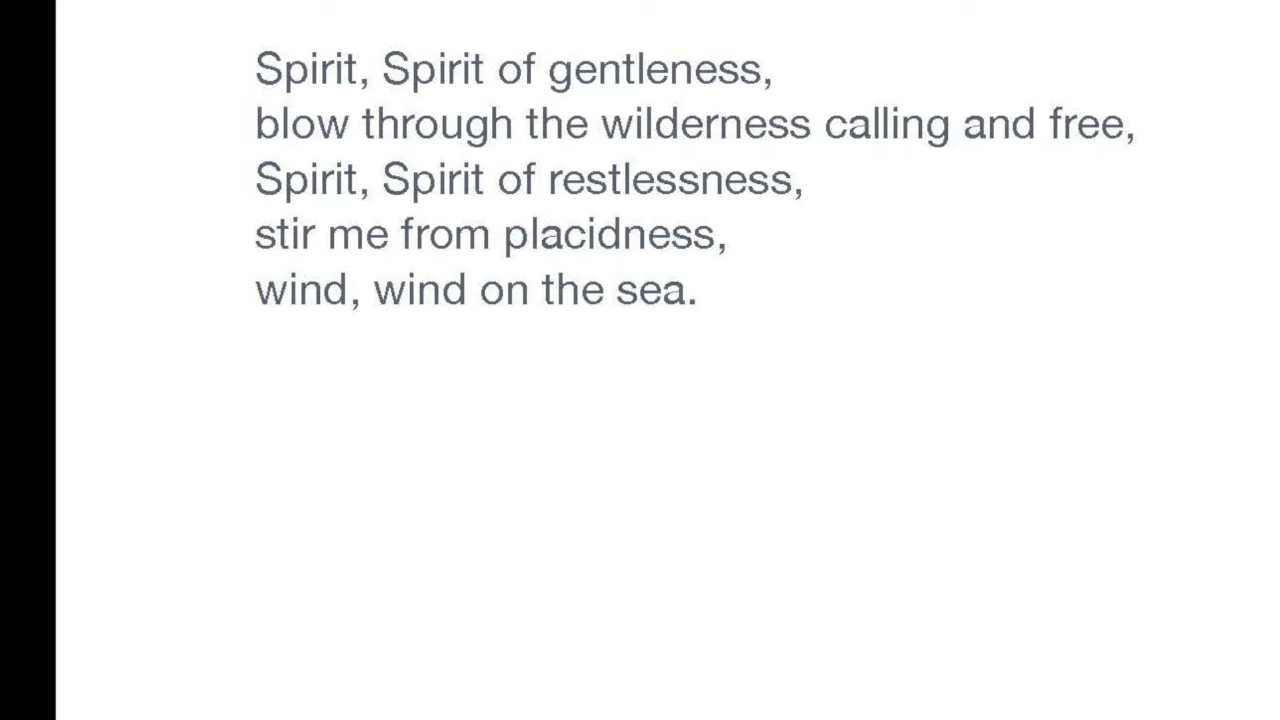 Spirit, Spirit of gentleness,
blow through the wilderness calling and free,
Spirit, Spirit of restlessness,
stir me from placidness,
wind, wind on the sea.